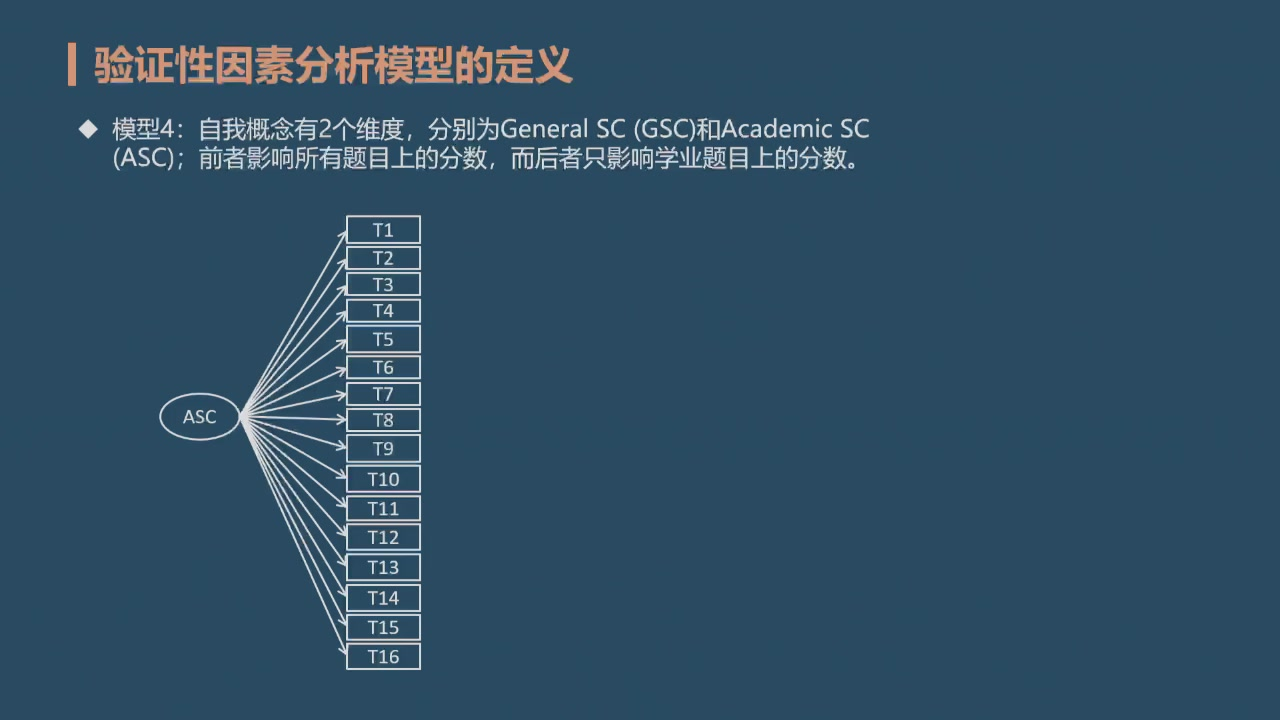 验证性因素分析模型的定义
模型4：自我概念有2个维度，分别为General SC (GSC)和Academic SC
(ASC)；前者影响所有题目上的分数，而后者只影响学业题目上的分数。
T1
T2
T3
T4
T5
T6
T7
ASC
T8
T9
T10
T11
T12
T13
T14
T15
T16